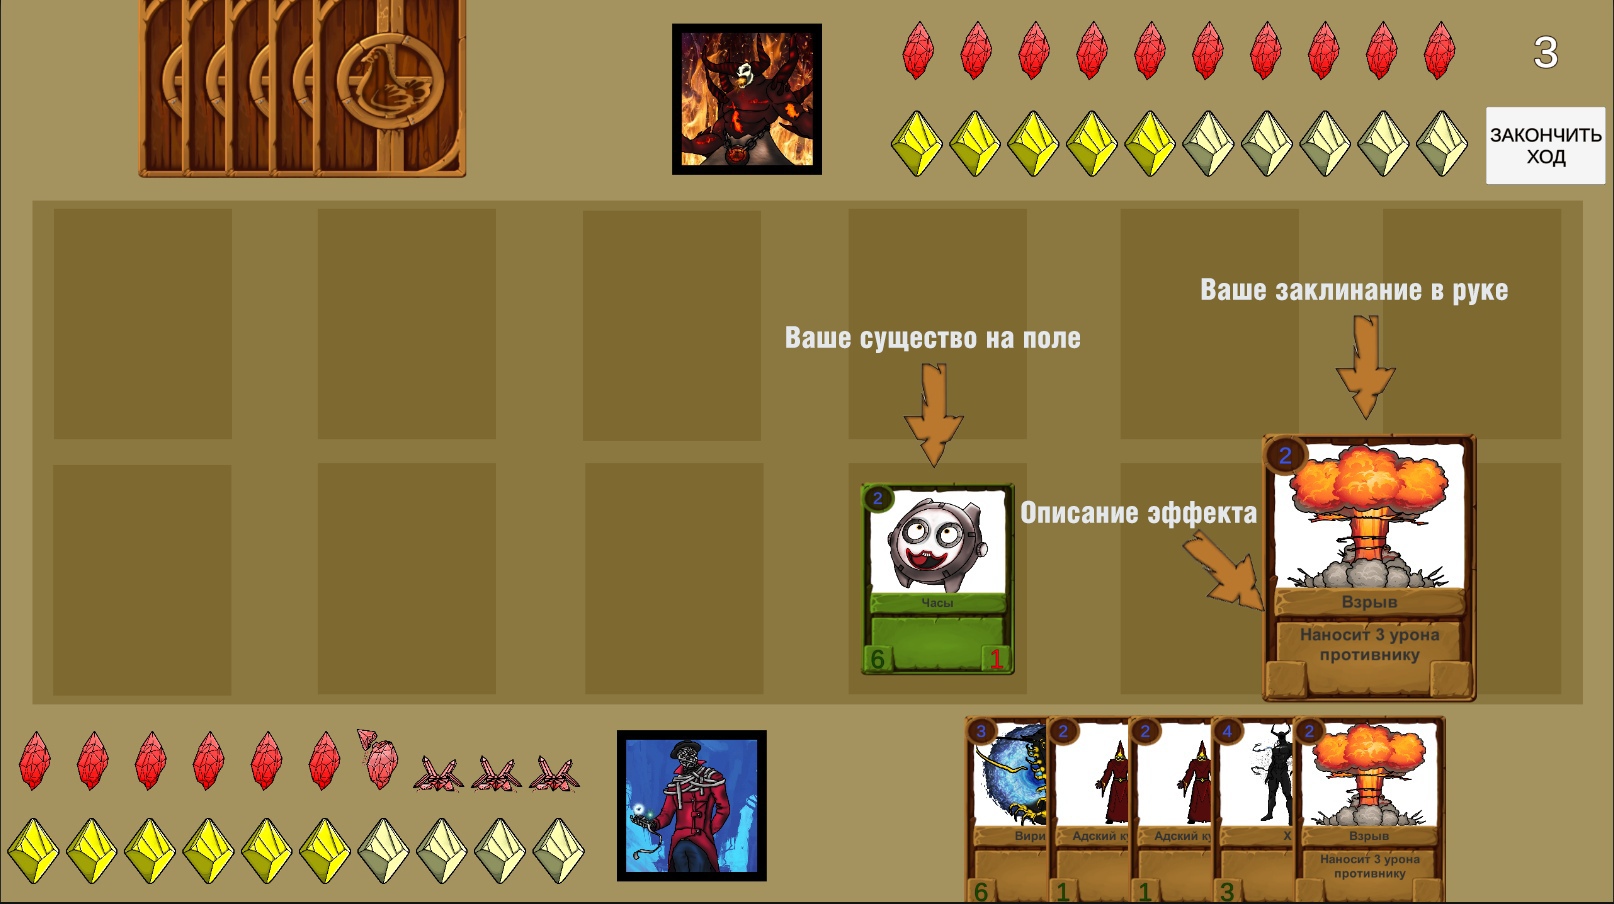 3
ЗАКОНЧИТЬ
ХОД
Ваше заклинание в руке
Ваше существо на поле
2
2
Описание эффекта
Часы
Взрыв
Наносит 3 урона
противнику
6
1
3
2
2
4
2
Вири
Адский
Адский
Х
Взрыв
Наносит 3 урона
противнику
6
1
1
3